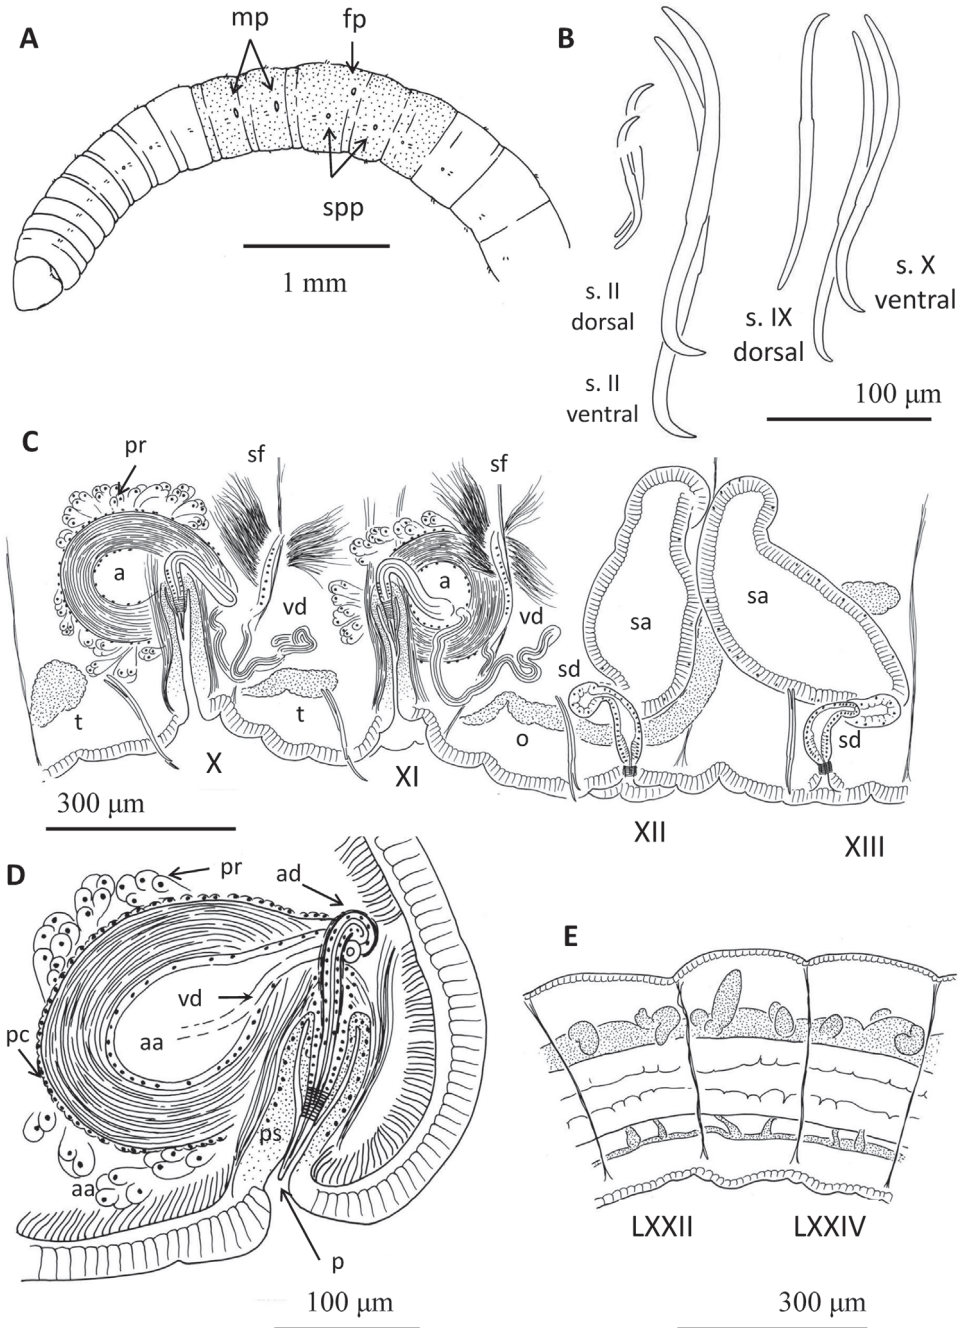 A
mp
fp
spp
1 mm
B
s. II
dorsal
s. II
ventral
s. IX
dorsal
s. X
ventral
100 µm
C
pr
sf
sf
a
a
vd
vd
sa
sa
sd
sd
t
t
o
X
XI
XII
XIII
300 µm
D
pr
ad
vd
aa
pc
ps
aa
p
100 µm
E
LXXII
LXXIV
300 µm